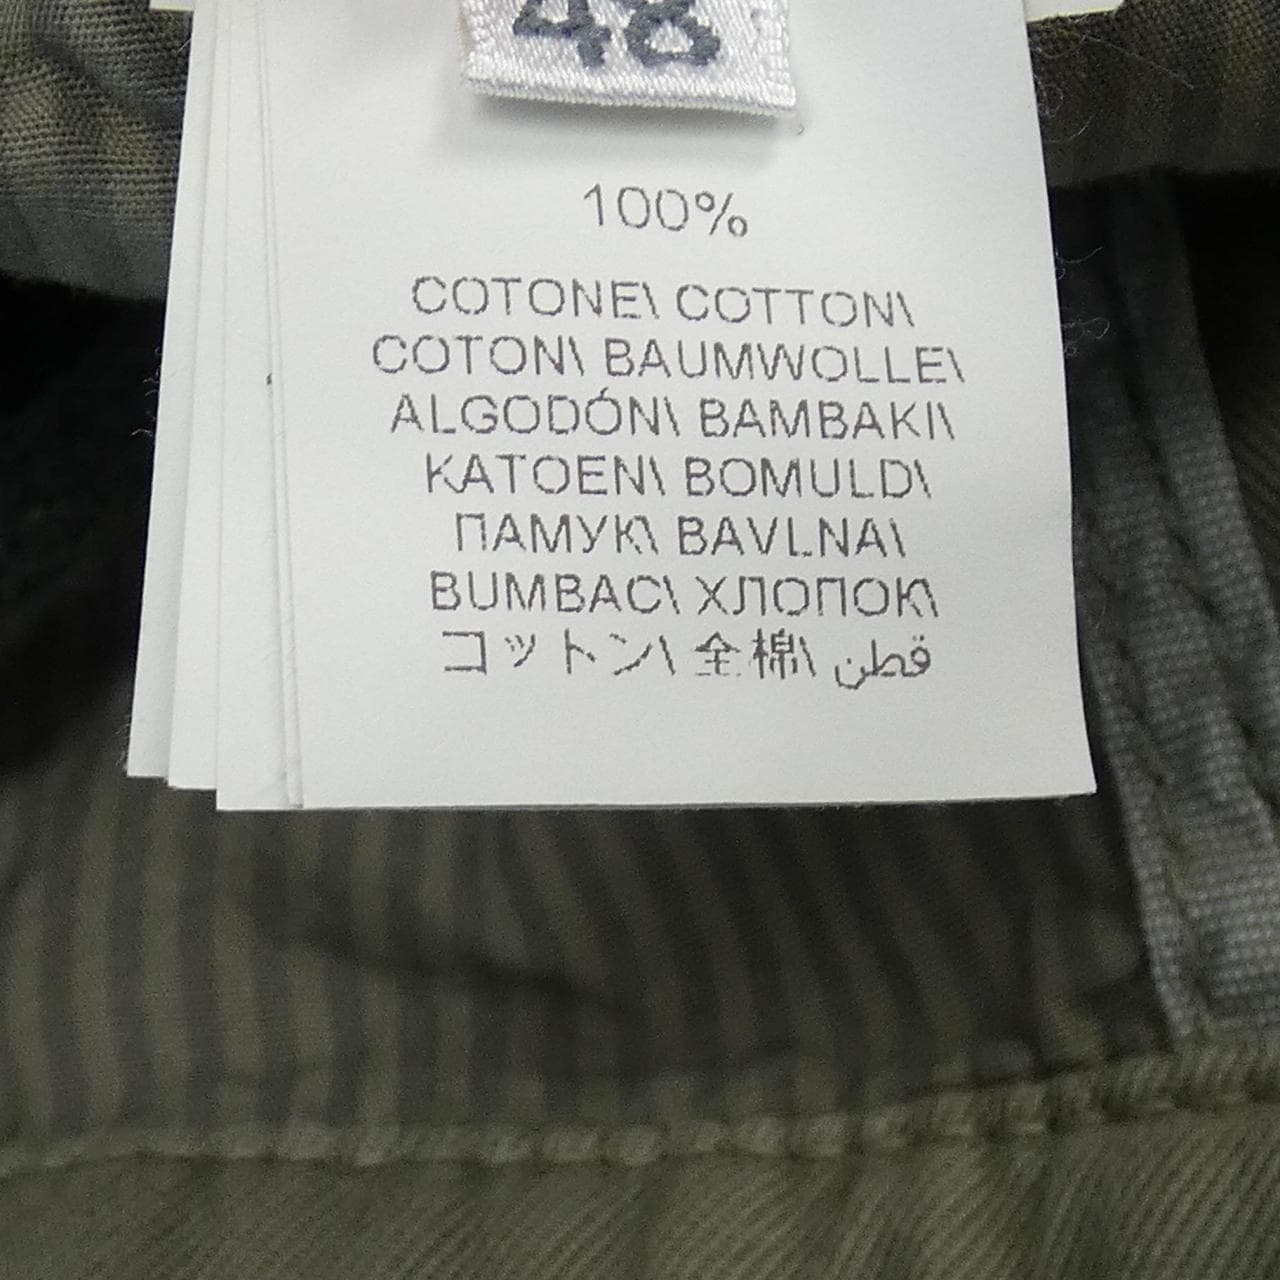 48
100%
COTONE\ COTTON\
COTON\ BAUMWOLLE\
ALGODÓN\ BAMBAKI\
KATOEN\ BOMULD\
ПАМУК\ BAVLNA\
BUMBAC\ ХЛОПОК\
コットン\ 全棉\ قطن